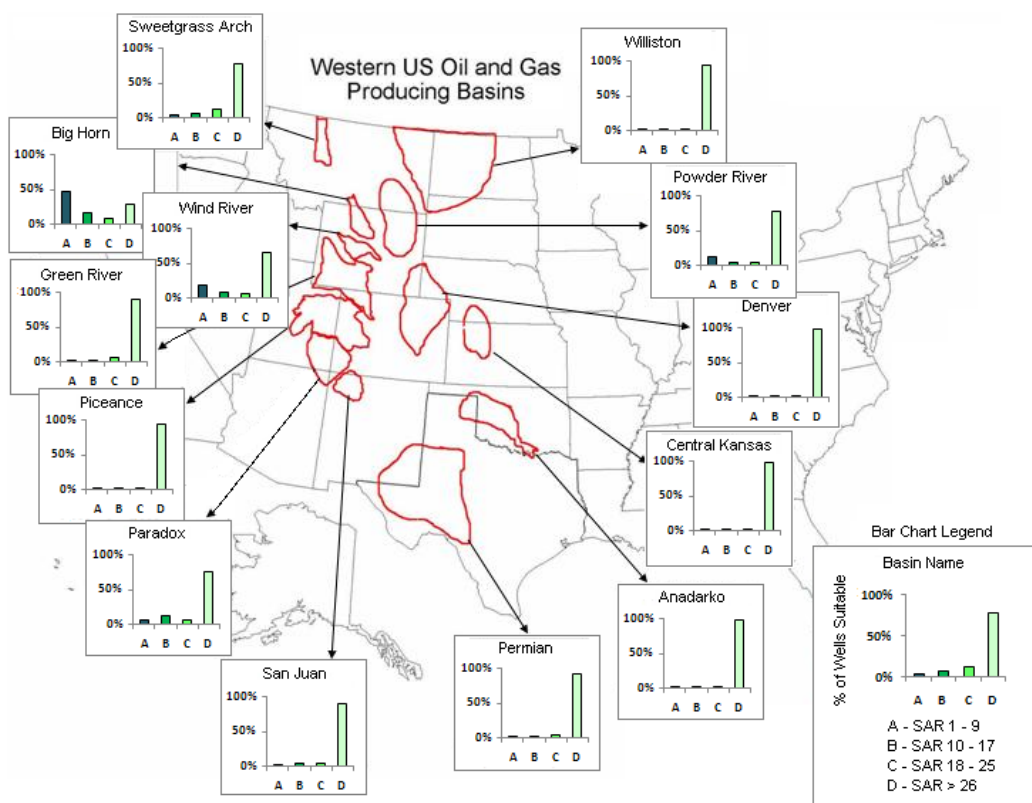 Western US Oil and Gas
Producing Basins
Sweetgrass Arch
100%
50%
0%
A B C D
Williston
100%
50%
0%
A B C D
Big Horn
100%
50%
0%
A B C D
Wind River
100%
50%
0%
A B C D
Powder River
100%
50%
0%
A B C D
Green River
100%
50%
0%
A B C D
Denver
100%
50%
0%
A B C D
Piceance
100%
50%
0%
A B C D
Central Kansas
100%
50%
0%
A B C D
Paradox
100%
50%
0%
A B C D
Anadarko
100%
50%
0%
A B C D
Permian
100%
50%
0%
A B C D
San Juan
100%
50%
0%
A B C D
Bar Chart Legend
Basin Name
% of Wells Suitable
100%
50%
0%
A B C D
A - SAR 1 - 9
B - SAR 10 - 17
C - SAR 18 - 25
D - SAR > 26